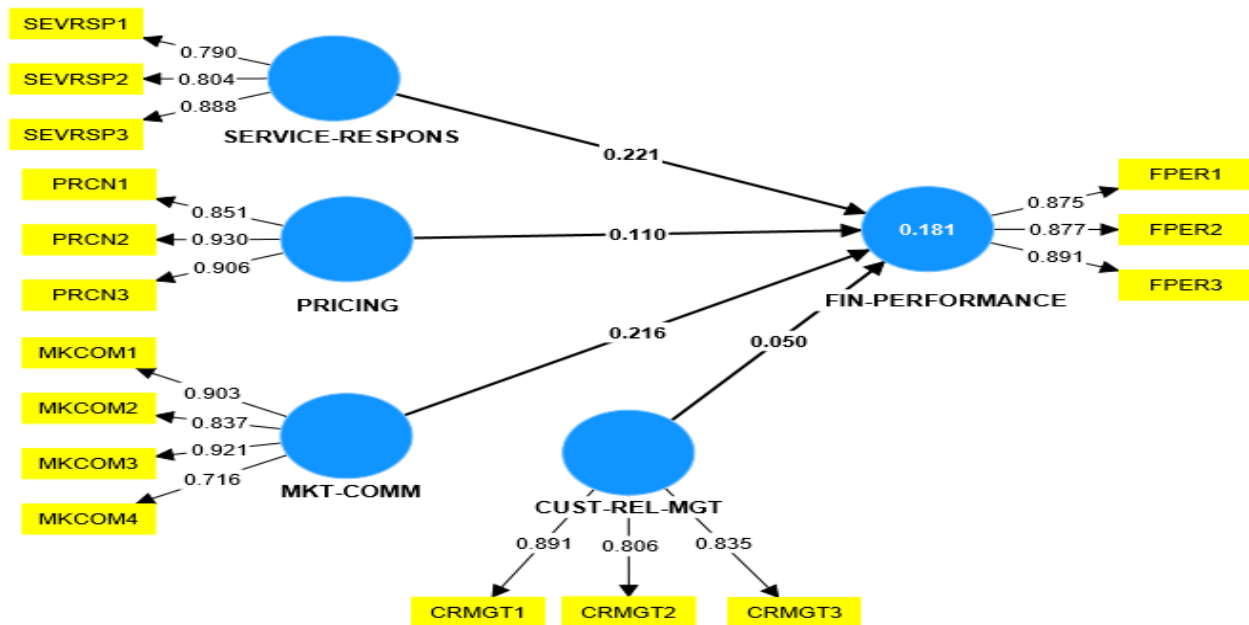 SEVRSP1
0.790
SEVRSP2
0.804
0.888
SEVRSP3
SERVICE-RESPONS
0.221
PRCN1
0.851
PRCN2
0.930
0.906
PRCN3
PRICING
0.110
0.181
FIN-PERFORMANCE
FPER1
0.875
FPER2
0.877
0.891
FPER3
MKCOM1
0.903
MKCOM2
0.837
MKCOM3
0.921
0.716
MKCOM4
MKT-COMM
0.216
0.050
CUST-REL-MGT
0.891
0.806
0.835
CRMGT1
CRMGT2
CRMGT3